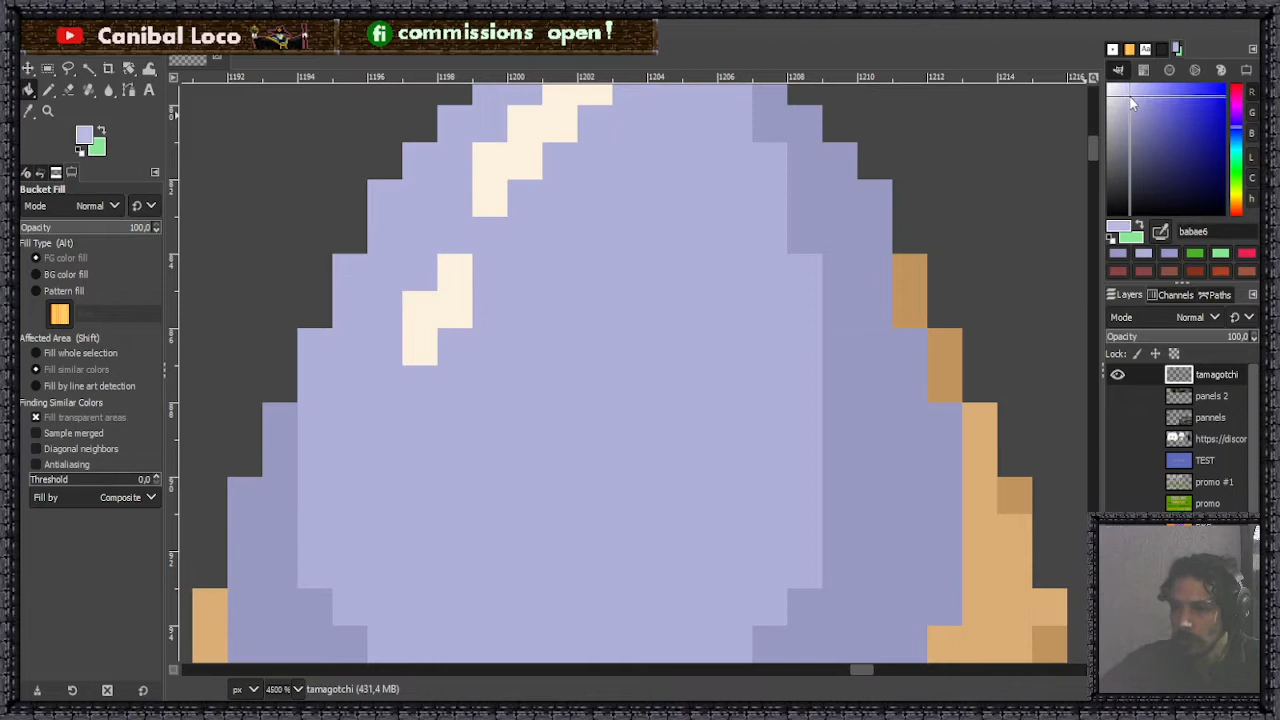 Canibal Loco
fi commissions open!
1192 1194 1196 1198 1200 1202 1204 1206 1208 1210 1212 1214 1216
Bucket Fill
Mode Normal
Opacity 100,0
Fill Type (Alt)
FG color fill
BG color fill
Pattern fill
Affected Area (Shift)
Fill whole selection
Fill similar colors
Fill by line art detection
Finding Similar Colors
Fill transparent areas
Sample merged
Diagonal neighbors
Antialiasing
Threshold 0,0
Fill by Composite
px 4500 % tamagotchi (431,4 MB)
Aa
R
G
B
L
C
h
babae6
Layers Channels Paths
Mode Normal
Opacity 100,0
Lock:
tamagotchi
panels 2
pannels
https://discor
TEST
promo #1
promo